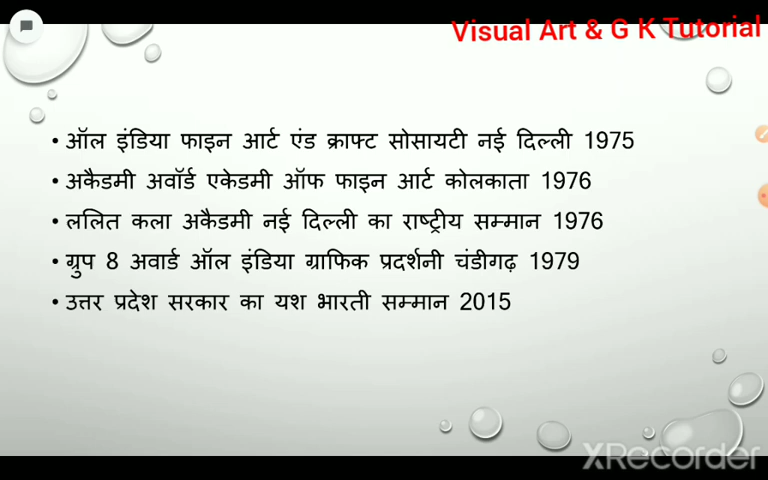 Visual Art & G K Tutorial
• ऑल इंडिया फाइन आर्ट एंड क्राफ्ट सोसायटी नई दिल्ली 1975
• अकैडमी अवॉर्ड एकेडमी ऑफ फाइन आर्ट कोलकाता 1976
• ललित कला अकैडमी नई दिल्ली का राष्ट्रीय सम्मान 1976
• ग्रुप 8 अवार्ड ऑल इंडिया ग्राफिक प्रदर्शनी चंडीगढ़ 1979
• उत्तर प्रदेश सरकार का यश भारती सम्मान 2015
XRecorder